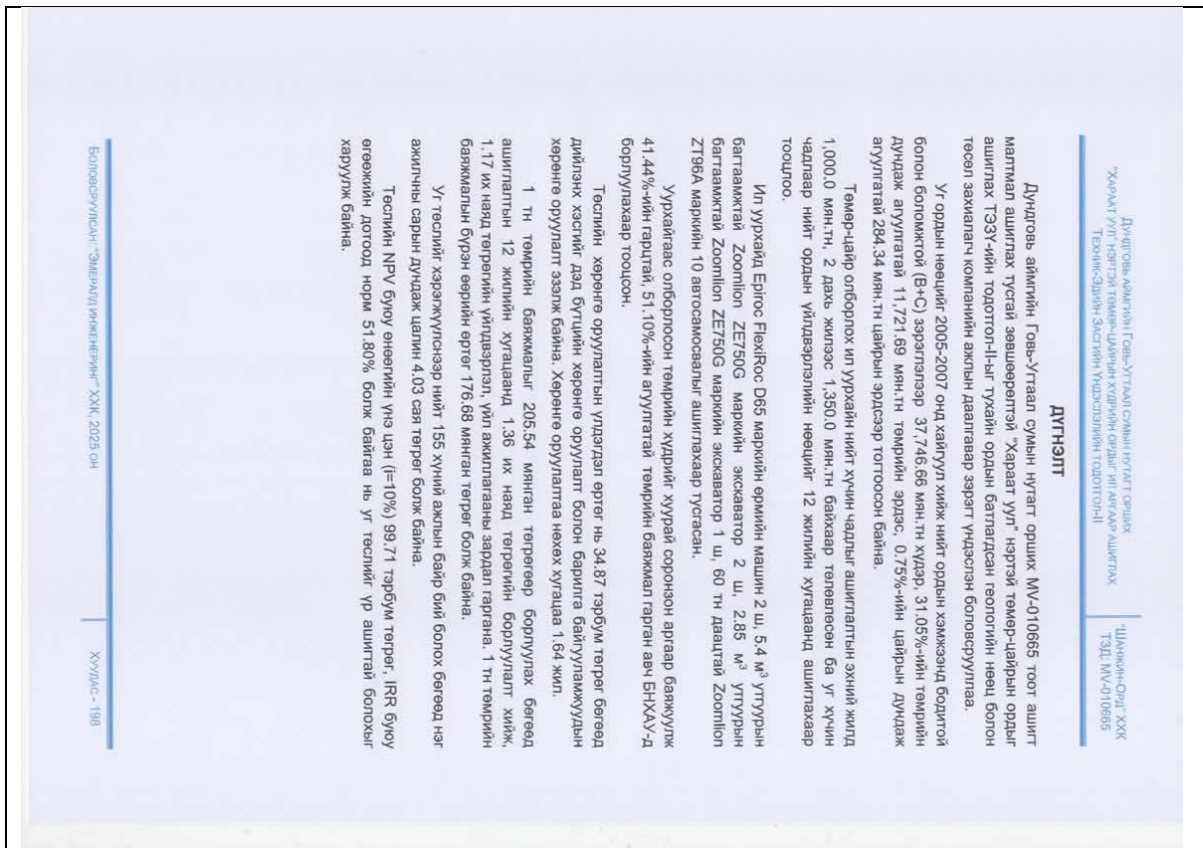 ДУНДГОВЬ АЙМГИЙН ГОВЬ-УГТААЛ СУМЫН НУТАГТ ОРШИХ
"ХАРААТ УУЛ" НЭРТЭЙ ТӨМӨР-ЦАЙРЫН ХҮДРИЙН ОРДЫГ ИЛ АРГААР АШИГЛАХ
ТЕХНИК-ЭДИЙН ЗАСГИЙН ҮНДЭСЛЭЛИЙН ТОДОТГОЛ-II
"ШАНЖИН-ОРД" ХХК
ТЗД: MV-010665
ДҮГНЭЛТ
Дундговь аймгийн Говь-Угтаал сумын нутагт орших MV-010665 тоот ашигт
малтмал ашиглах тусгай зөвшөөрөлтэй "Хараат уул" нэртэй төмөр-цайрын ордыг
ашиглах ТЭЗҮ-ийн тодотгол-II-ыг тухайн ордын батлагдсан геологийн нөөц болон
төсөл захиалагч компанийн ажлын даалгавар зэрэгт үндэслэн боловсрууллаа.
Уг ордын нөөцийг 2005-2007 онд хайгуул хийж нийт ордын хэмжээнд бодитой
болон боломжтой (B+C) зэрэглэлээр 37,746.66 мян.тн хүдэр, 31.05%-ийн төмрийн
дундаж агуулгатай 11,721.69 мян.тн төмрийн эрдэс, 0.75%-ийн цайрын дундаж
агуулгатай 284.34 мян.тн цайрын эрдсээр тогтоосон байна.
Төмөр-цайр олборлох ил уурхайн нийт хүчин чадлыг ашиглалтын эхний жилд
1,000.0 мян.тн, 2 дахь жилээс 1,350.0 мян.тн байхаар төлөвлөсөн ба уг хүчин
чадлаар нийт ордын үйлдвэрлэлийн нөөцийг 12 жилийн хугацаанд ашиглахаар
тооцлоо.
Ил уурхайд Epiroc FlexiRoc D65 маркийн өрмийн машин 2 ш, 5.4 м³ утгуурын
багтаамжтай Zoomlion ZE750G маркийн экскаватор 2 ш, 2.85 м³ утгуурын
багтаамжтай Zoomlion ZE750G маркийн экскаватор 1 ш, 60 тн даацтай Zoomlion
ZT96A маркийн 10 автосамосвалыг ашиглахаар тусгасан.
Уурхайгаас олборлосон төмрийн хүдрийг хуурай соронзон аргаар баяжуулж
41.44%-ийн гарцтай, 51.10%-ийн агуулгатай төмрийн баяжмал гарган авч БНХАУ-д
борлуулахаар тооцсон.
Төслийн хөрөнгө оруулалтын үлдэгдэл өртөг нь 34.87 тэрбум төгрөг бөгөөд
дийлэнх хэсгийг дэд бүтцийн хөрөнгө оруулалт болон барилга байгууламжуудын
хөрөнгө оруулалт эзэлж байна. Хөрөнгө оруулалтаа нөхөх хугацаа 1.64 жил.
1 тн төмрийн баяжмалыг 205.54 мянган төгрөгөөр борлуулах бөгөөд
ашиглалтын 12 жилийн хугацаанд 1.36 их наяд төгрөгийн борлуулалт хийж,
1.17 их наяд төгрөгийн үйлдвэрлэл, үйл ажиллагааны зардал гаргана. 1 тн төмрийн
баяжмалын бүрэн өөрийн өртөг 176.68 мянган төгрөг болж байна.
Уг төслийг хэрэгжүүлснээр нийт 155 хүний ажлын байр бий болох бөгөөд нэг
ажилчны сарын дундаж цалин 4.03 сая төгрөг болж байна.
Төслийн NPV буюу өнөөгийн үнэ цэн (i=10%) 99.71 тэрбум төгрөг, IRR буюу
өгөөжийн дотоод норм 51.80% болж байгаа нь уг төслийг үр ашигтай болохыг
харуулж байна.
БОЛОВСРУУЛСАН: "ЭМЕРАЛД ИНЖЕНЕРИНГ" ХХК, 2025 ОН
ХУУДАС - 198